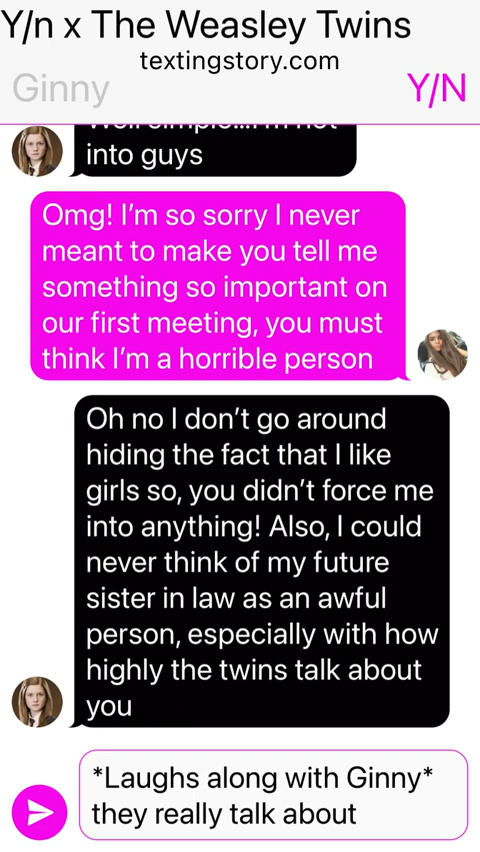 Y/n x The Weasley Twins
textingstory.com
Ginny
Y/N
into guys
Omg! I’m so sorry I never
meant to make you tell me
something so important on
our first meeting, you must
think I’m a horrible person
Oh no I don’t go around
hiding the fact that I like
girls so, you didn’t force me
into anything! Also, I could
never think of my future
sister in law as an awful
person, especially with how
highly the twins talk about
you
*Laughs along with Ginny*
they really talk about